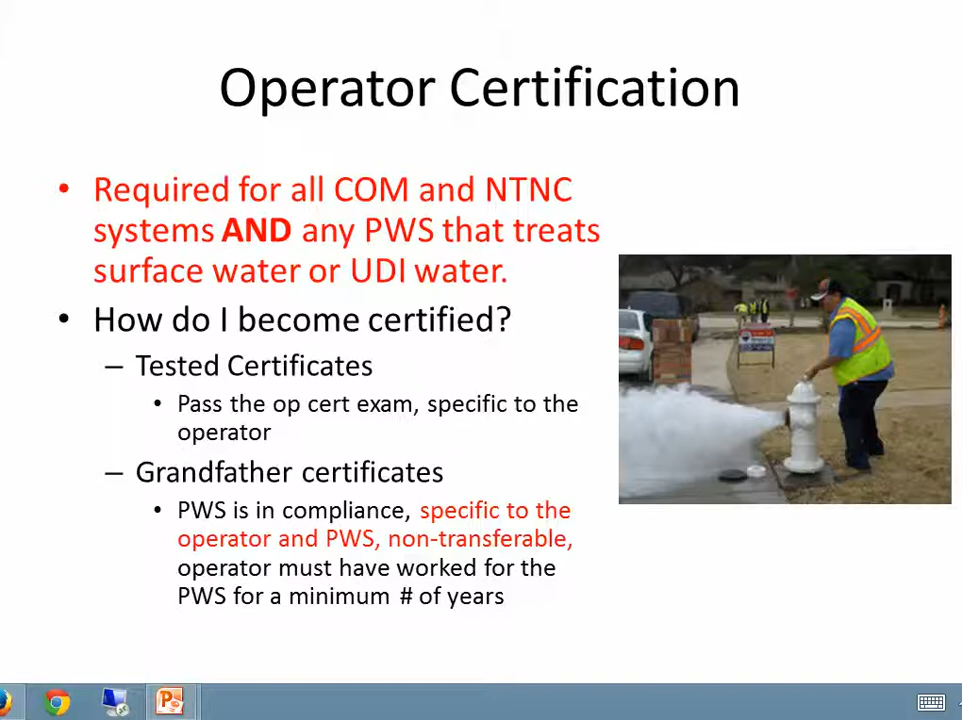 Operator Certification
• Required for all COM and NTNC
systems AND any PWS that treats
surface water or UDI water.
• How do I become certified?
– Tested Certificates
• Pass the op cert exam, specific to the
operator
– Grandfather certificates
• PWS is in compliance, specific to the
operator and PWS, non-transferable,
operator must have worked for the
PWS for a minimum # of years